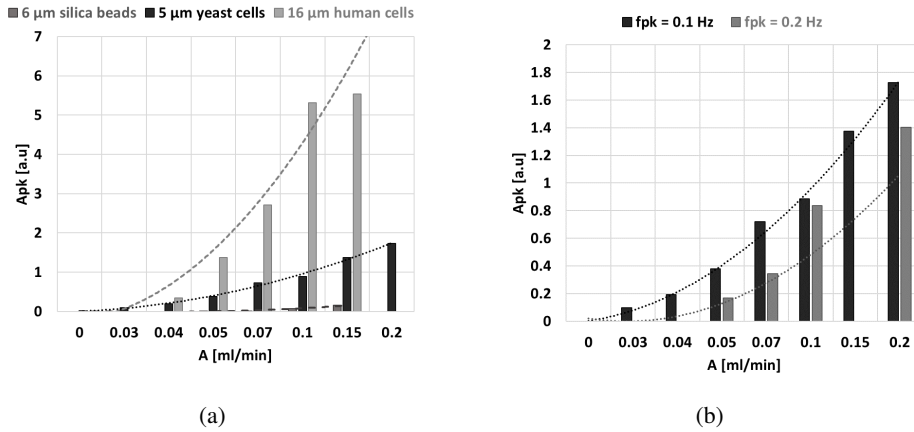 6 μm silica beads 5 μm yeast cells 16 μm human cells
7
6
5
4
3
2
1
0
Apk [a.u]
0 0.03 0.04 0.05 0.07 0.1 0.15 0.2
A [ml/min]
(a)
fpk = 0.1 Hz fpk = 0.2 Hz
2
1.8
1.6
1.4
1.2
1
0.8
0.6
0.4
0.2
0
Apk [a.u]
0 0.03 0.04 0.05 0.07 0.1 0.15 0.2
A [ml/min]
(b)